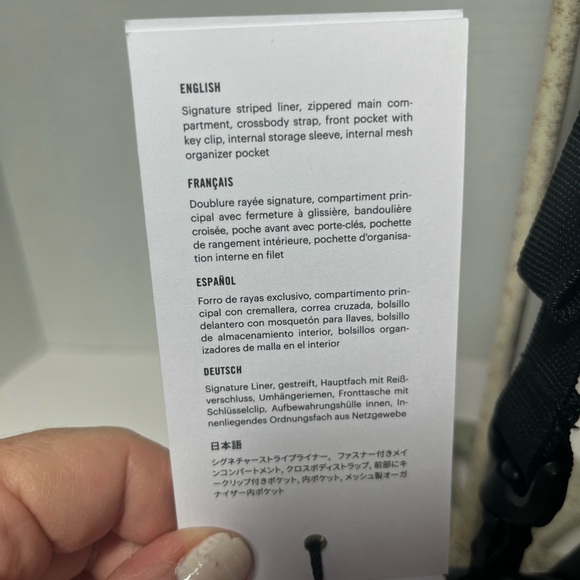 ENGLISH
Signature striped liner, zippered main com-
partment, crossbody strap, front pocket with
key clip, internal storage sleeve, internal mesh
organizer pocket
FRANÇAIS
Doublure rayée signature, compartiment prin-
cipal avec fermeture à glissière, bandoulière
croisée, poche avant avec porte-clés, pochette
de rangement intérieure, pochette d'organisa-
tion interne en filet
ESPAÑOL
Forro de rayas exclusivo, compartimento prin-
cipal con cremallera, correa cruzada, bolsillo
delantero con mosquetón para llaves, bolsillo
de almacenamiento interior, bolsillos organ-
izadores de malla en el interior
DEUTSCH
Signature Liner, gestreift, Hauptfach mit Reiß-
verschluss, Umhängeriemen, Fronttasche mit
Schlüsselclip, Aufbewahrungshülle innen, In-
nenliegendes Ordnungsfach aus Netzgewebe
日本語
シグネチャーストライプライナー, ファスナー付きメイ
ンコンパートメント, クロスボディストラップ, 前部にキ
ークリップ付きポケット, 内ポケット, メッシュ製オーガ
ナイザー内ポケット